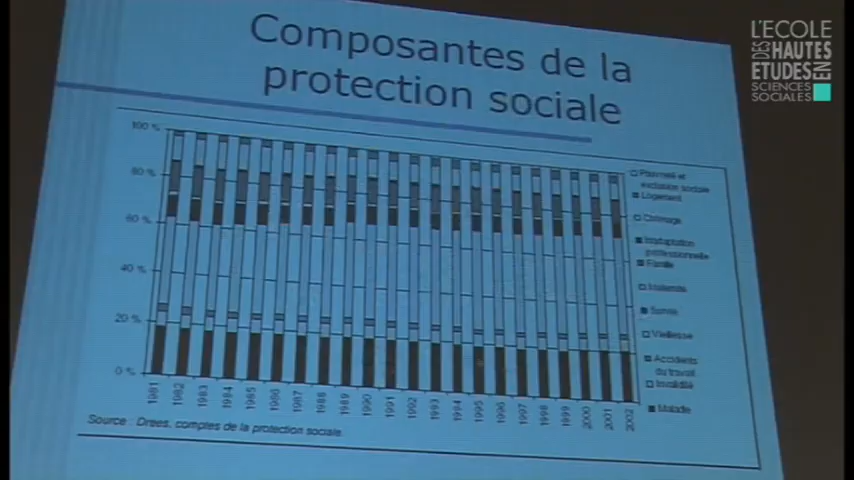 Composantes de la
protection sociale
100 %
80 %
60 %
40 %
20 %
0 %
1981 1982 1983 1984 1985 1986 1987 1988 1989 1990 1991 1992 1993 1994 1995 1996 1997 1998 1999 2000 2001 2002
Pauvreté et
exclusion sociale
Logement
Chômage
Inadaptation
professionnelle
Famille
Maternité
Survie
Vieillesse
Accidents
du travail
Invalidité
Maladie
Source : Drees, comptes de la protection sociale
L'ECOLE
DES HAUTES
ETUDES EN
SCIENCES
SOCIALES